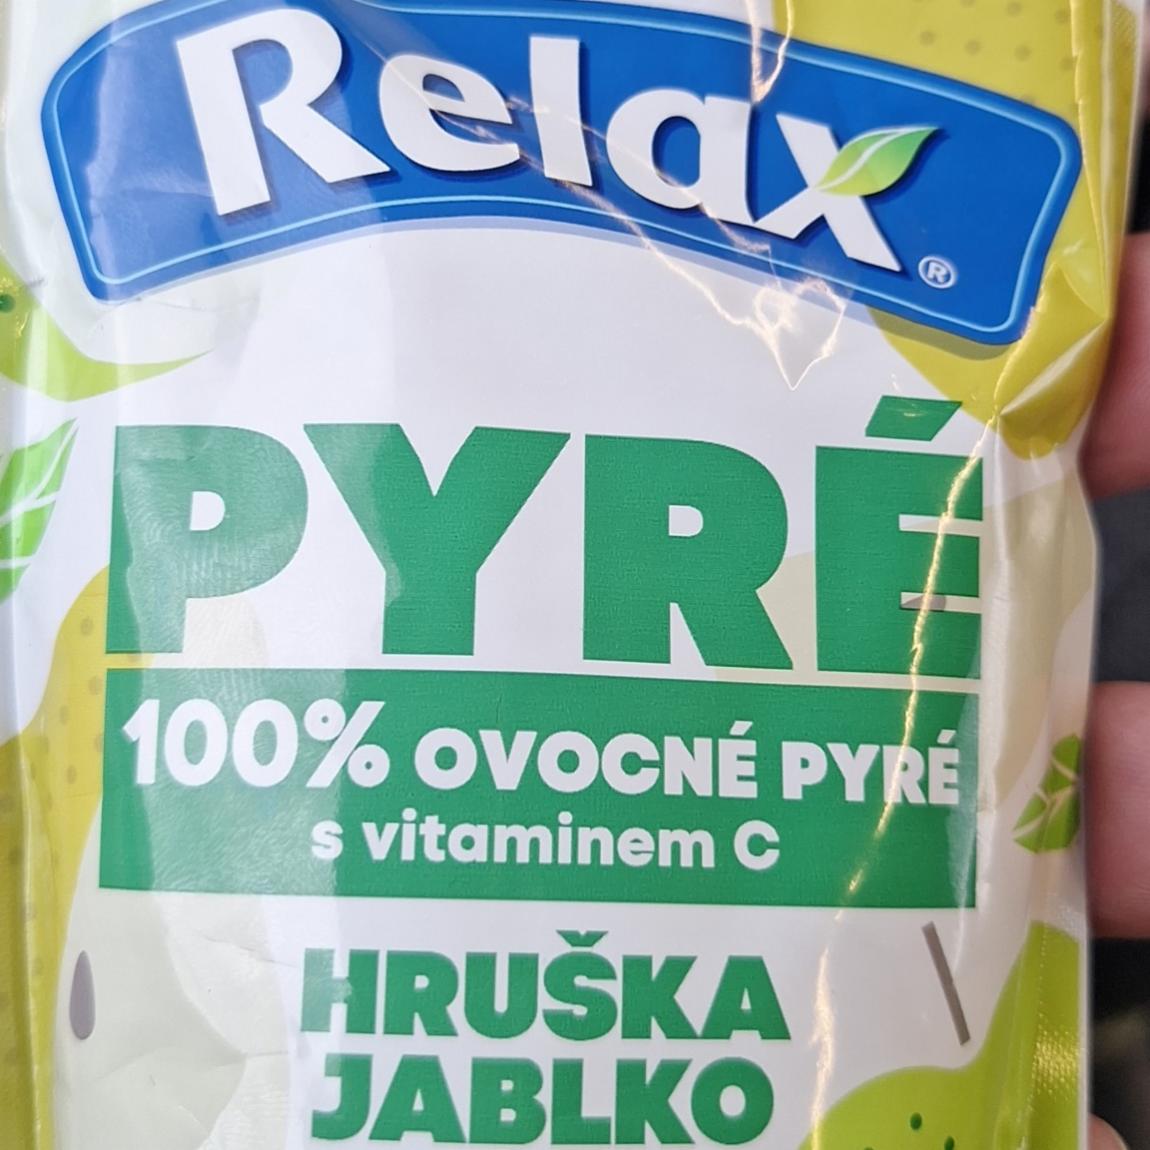 Relax®
PYRÉ
100% OVOCNÉ PYRÉ
s vitaminem C
HRUŠKA
JABLKO